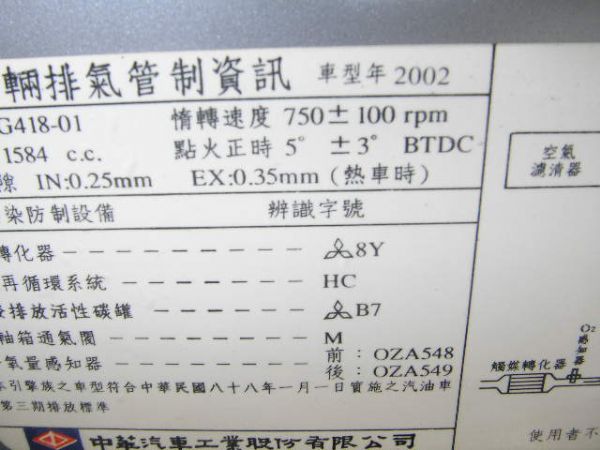 輛排氣管制資訊 車型年 2002
G418-01 惰轉速度 750±100 rpm
1584 c.c. 點火正時 5° ±3° BTDC
隙 IN:0.25mm EX:0.35mm (熱車時)
染防制設備 辨識字號
轉化器 8Y
再循環系統 HC
排放活性碳罐 B7
軸箱通氣閥 M
氧量感知器 前:OZA548
後:OZA549
引擎族之車型符合中華民國八十八年一月一日實施之汽油車
第三期排放標準
中華汽車工業股份有限公司
空氣
濾清器
O2
感知器
觸媒轉化器
使用者不